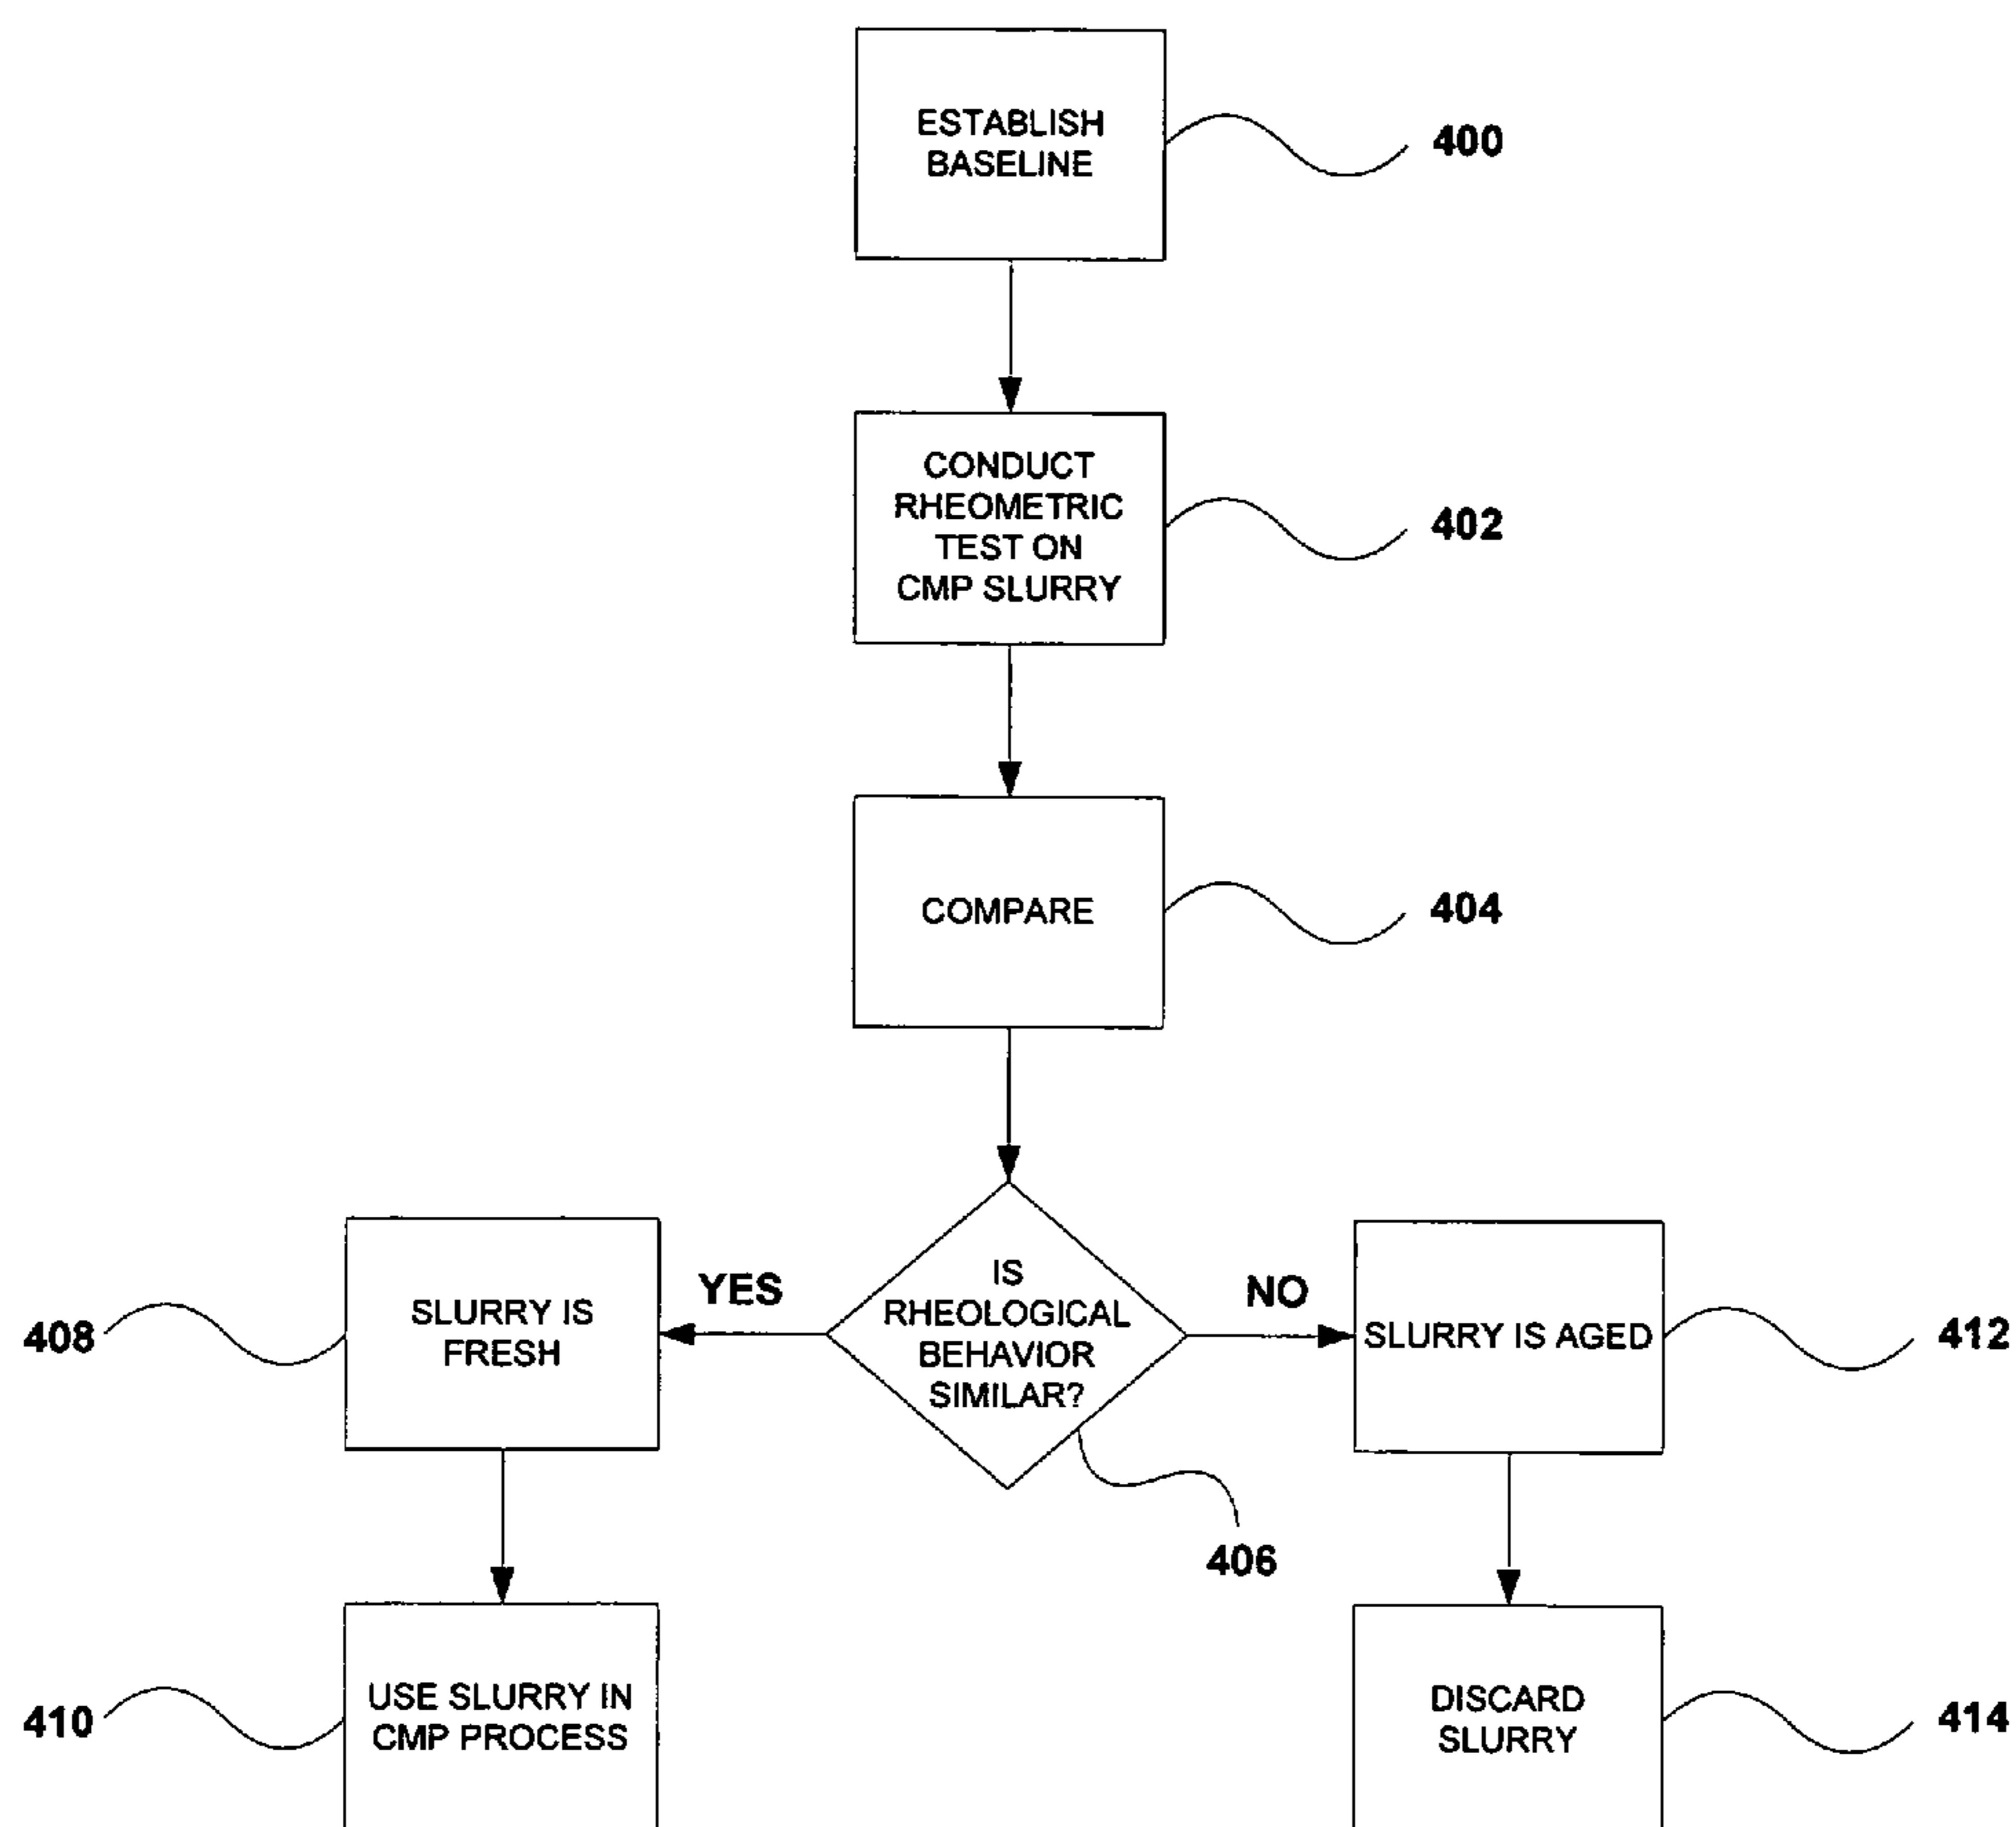 ESTABLISH
BASELINE
400
CONDUCT
RHEOMETRIC
TEST ON
CMP SLURRY
402
COMPARE
404
IS
RHEOLOGICAL
BEHAVIOR
SIMILAR?
406
YES
NO
SLURRY IS
FRESH
408
SLURRY IS AGED
412
USE SLURRY IN
CMP PROCESS
410
DISCARD
SLURRY
414